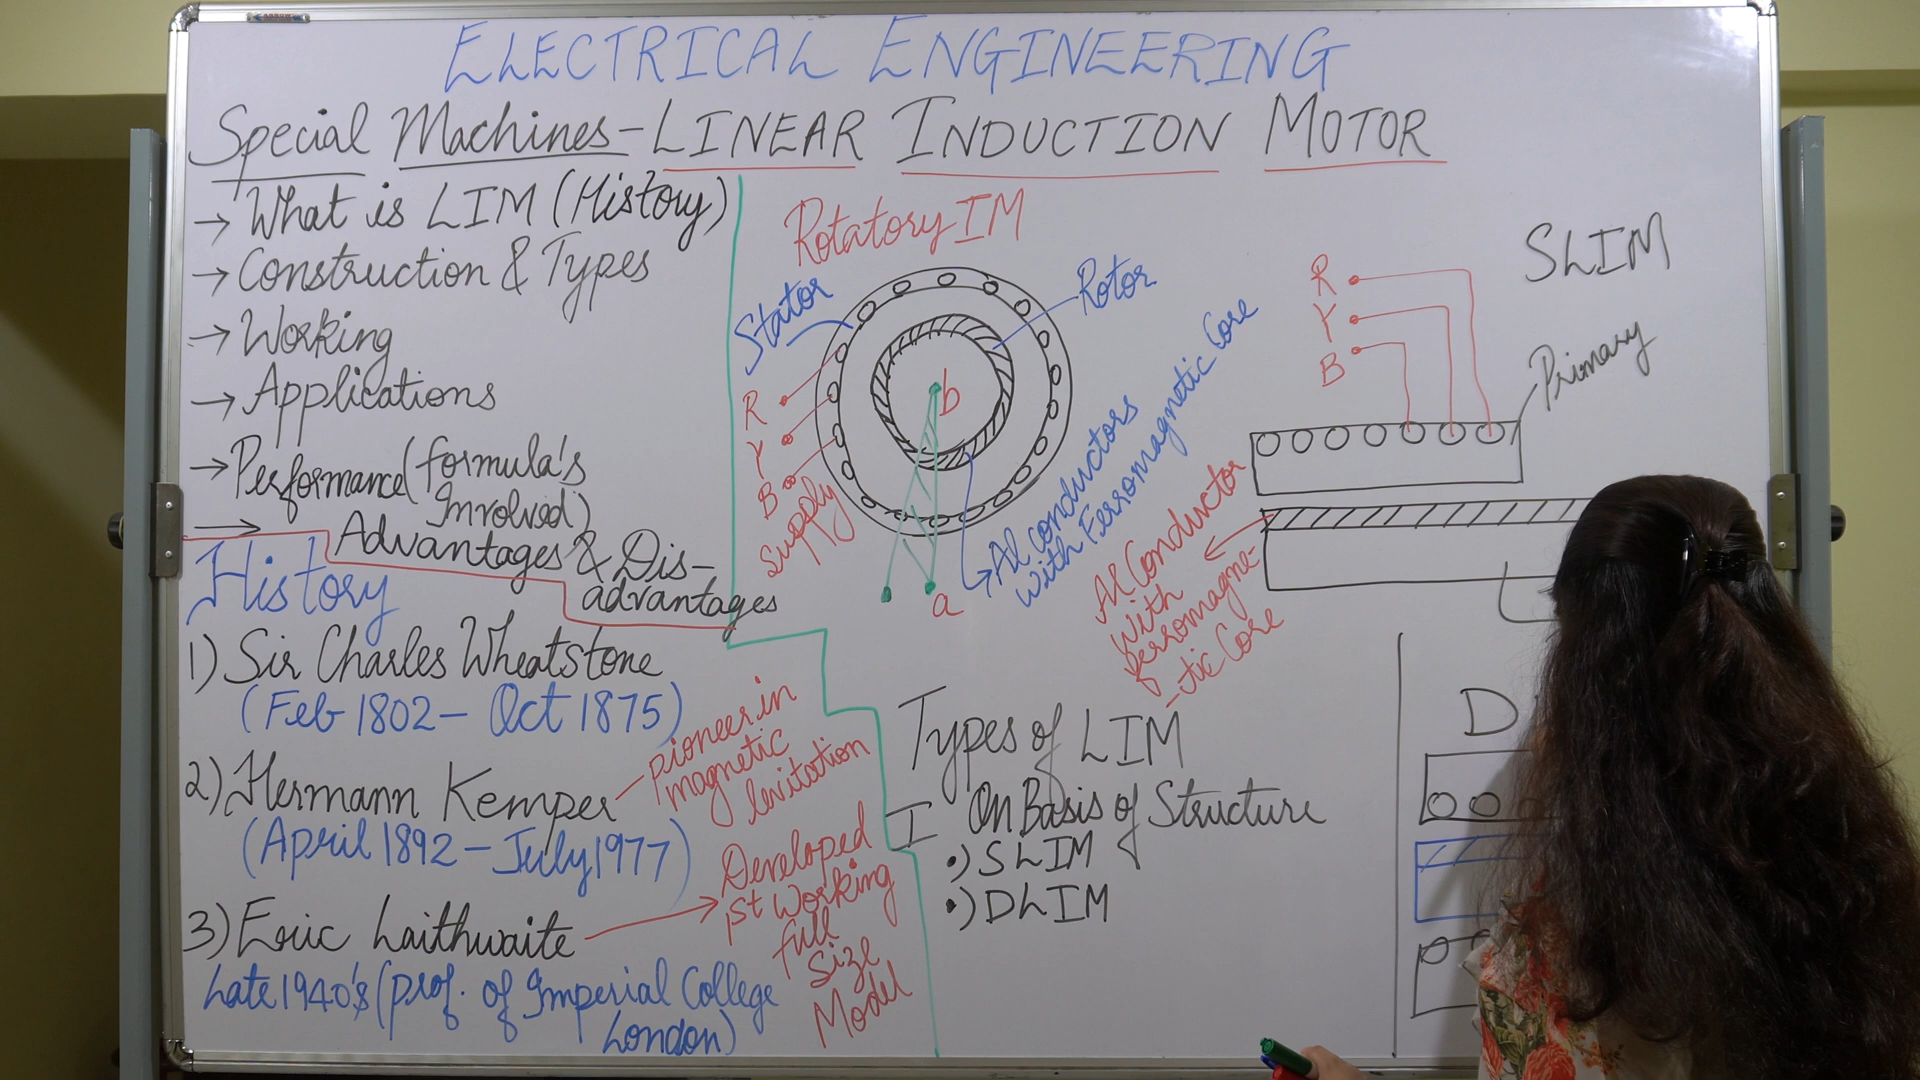 ELECTRICAL ENGINEERING
Special Machines-LINEAR INDUCTION MOTOR
→ What is LIM (History)
→ Construction & Types
→ Working
→ Applications
→ Performance (formula's
Involved)
→ Advantages & Dis-
advantages
History
1) Sir Charles Wheatstone
(Feb 1802 - Oct 1875)
2) Hermann Kemper
(April 1892 - July 1977)
pioneer in
magnetic
levitation
3) Eric Laithwaite
Late 1940's (prof. of Imperial College
London)
Developed
1st Working
full
Size
Model
Rotatory IM
Stator
Rotor
R
Y
B
Supply
b
a
Al conductors
with Ferromagnetic Core
SLIM
R
Y
B
Primary
Al Conductor
with
ferromagne-
-tic Core
Types of LIM
I On Basis of Structure
•) SLIM
•) DLIM
D